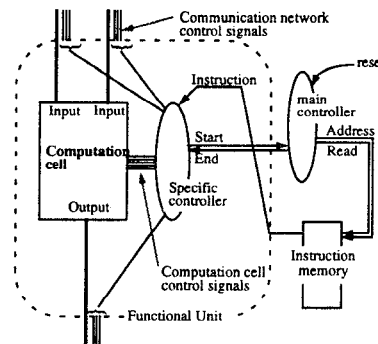 Communication network
control signals
Instruction
rese
Input
Input
main
controller
Computation
cell
Start
End
Address
Read
Specific
controller
Output
Instruction
memory
Computation cell
control signals
Functional Unit